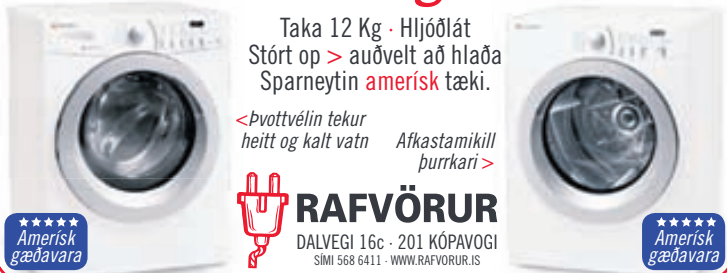 Taka 12 Kg · Hljóðlát
Stórt op > auðvelt að hlaða
Sparneytin amerísk tæki.
<Þvottvélin tekur
heitt og kalt vatn
Afkastamikill
þurrkari >
RAFVÖRUR
DALVEGI 16c · 201 KÓPAVOGI
SÍMI 568 6411 · WWW.RAFVORUR.IS
Amerísk
gæðavara
Amerísk
gæðavara